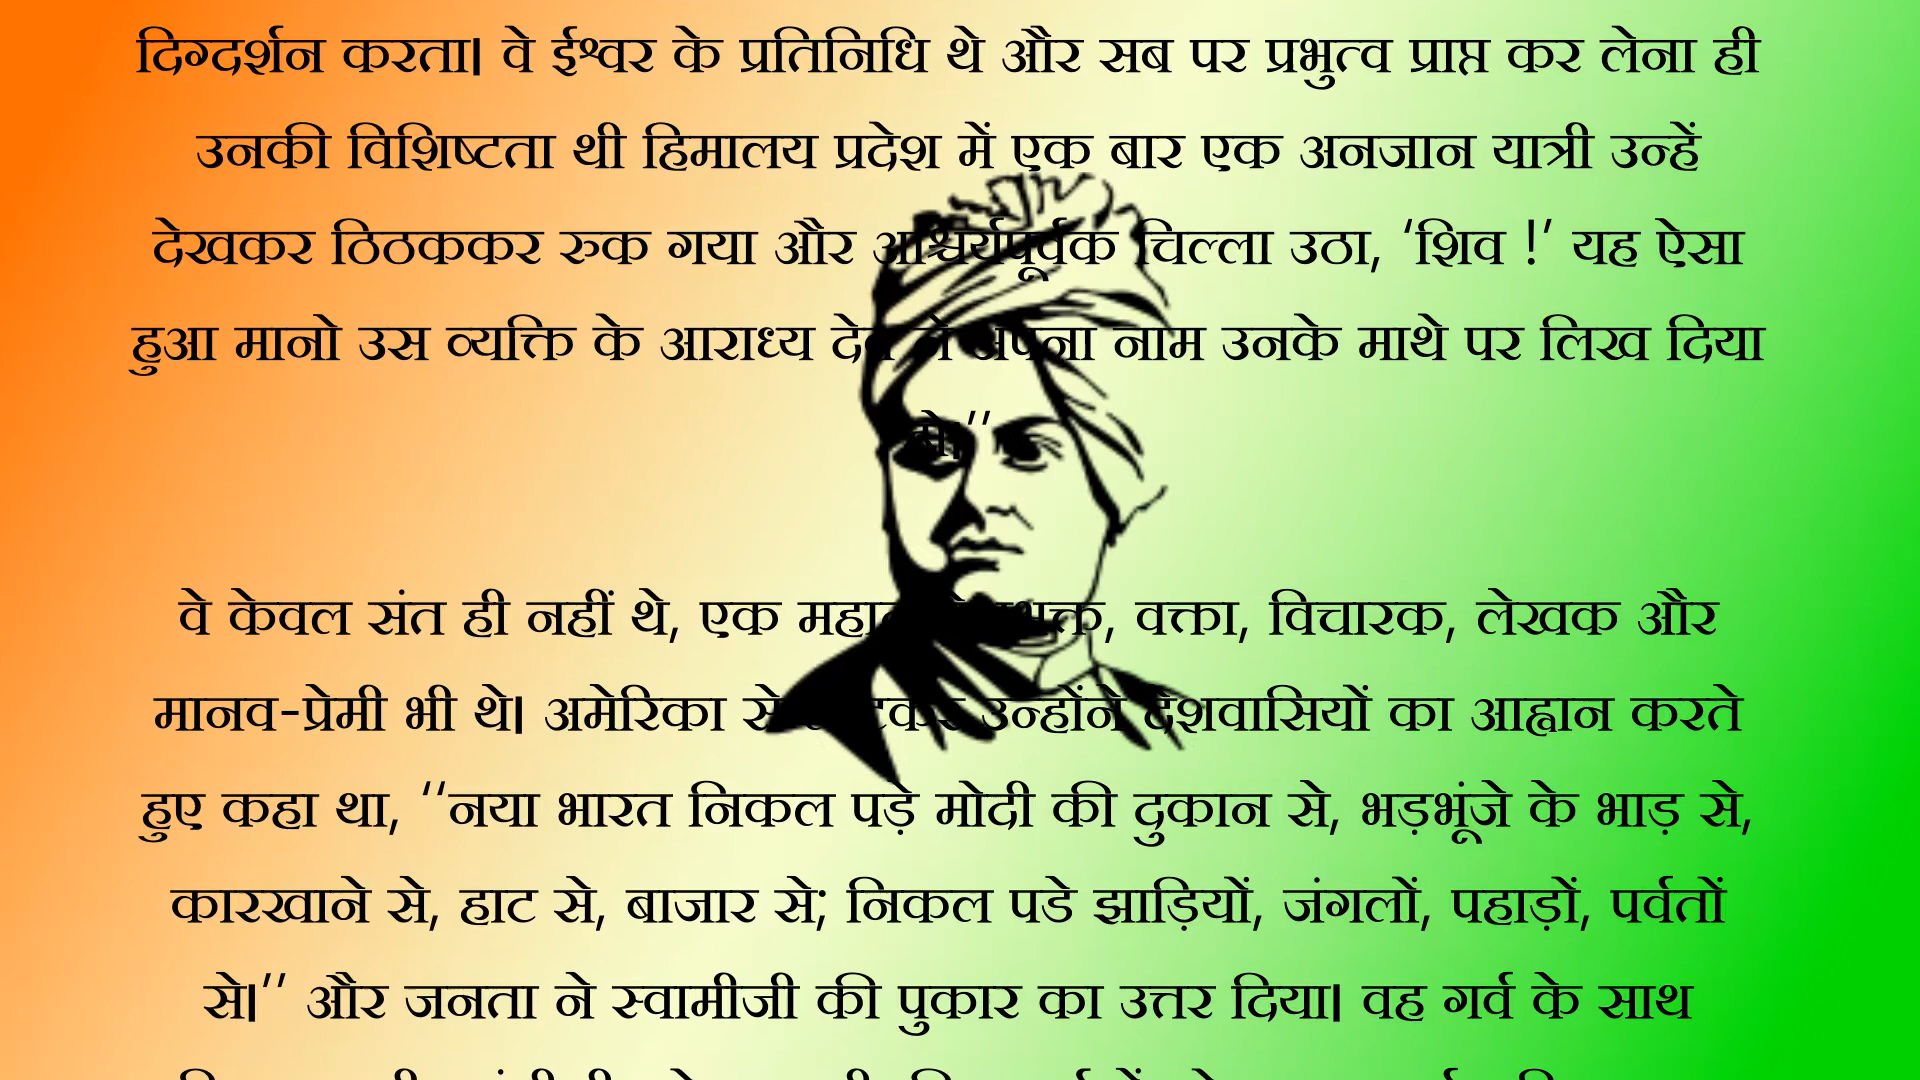 दिग्दर्शन करता। वे ईश्वर के प्रतिनिधि थे और सब पर प्रभुत्व प्राप्त कर लेना ही
उनकी विशिष्टता थी हिमालय प्रदेश में एक बार एक अनजान यात्री उन्हें
देखकर ठिठककर रुक गया और आश्चर्यपूर्वक चिल्ला उठा, ‘शिव !’ यह ऐसा
हुआ मानो उस व्यक्ति के आराध्य देव ने अपना नाम उनके माथे पर लिख दिया
वे केवल संत ही नहीं थे, एक महान देशभक्त, वक्ता, विचारक, लेखक और
मानव-प्रेमी भी थे। अमेरिका से लौटकर उन्होंने देशवासियों का आह्वान करते
हुए कहा था, ‘‘नया भारत निकल पड़े मोदी की दुकान से, भड़भूंजे के भाड़ से,
कारखाने से, हाट से, बाजार से; निकल पडे झाड़ियों, जंगलों, पहाड़ों, पर्वतों
से।’’ और जनता ने स्वामीजी की पुकार का उत्तर दिया। वह गर्व के साथ